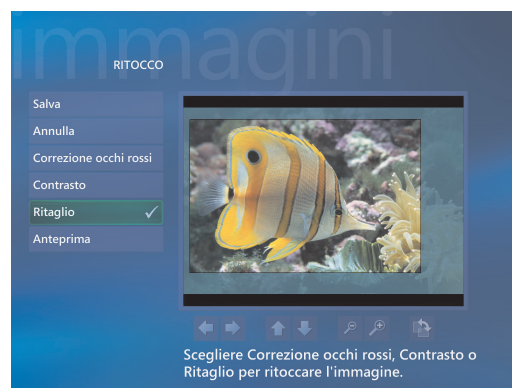 immagini
RITOCCO
Salva
Annulla
Correzione occhi rossi
Contrasto
Ritaglio
Anteprima
Scegliere Correzione occhi rossi, Contrasto o
Ritaglio per ritoccare l'immagine.